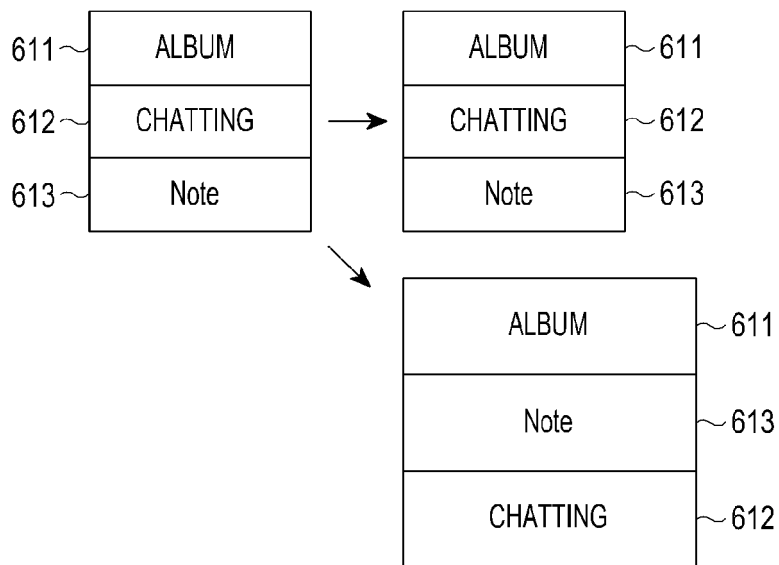 611 ALBUM ALBUM 611
612 CHATTING CHATTING 612
613 Note Note 613
ALBUM 611
Note 613
CHATTING 612